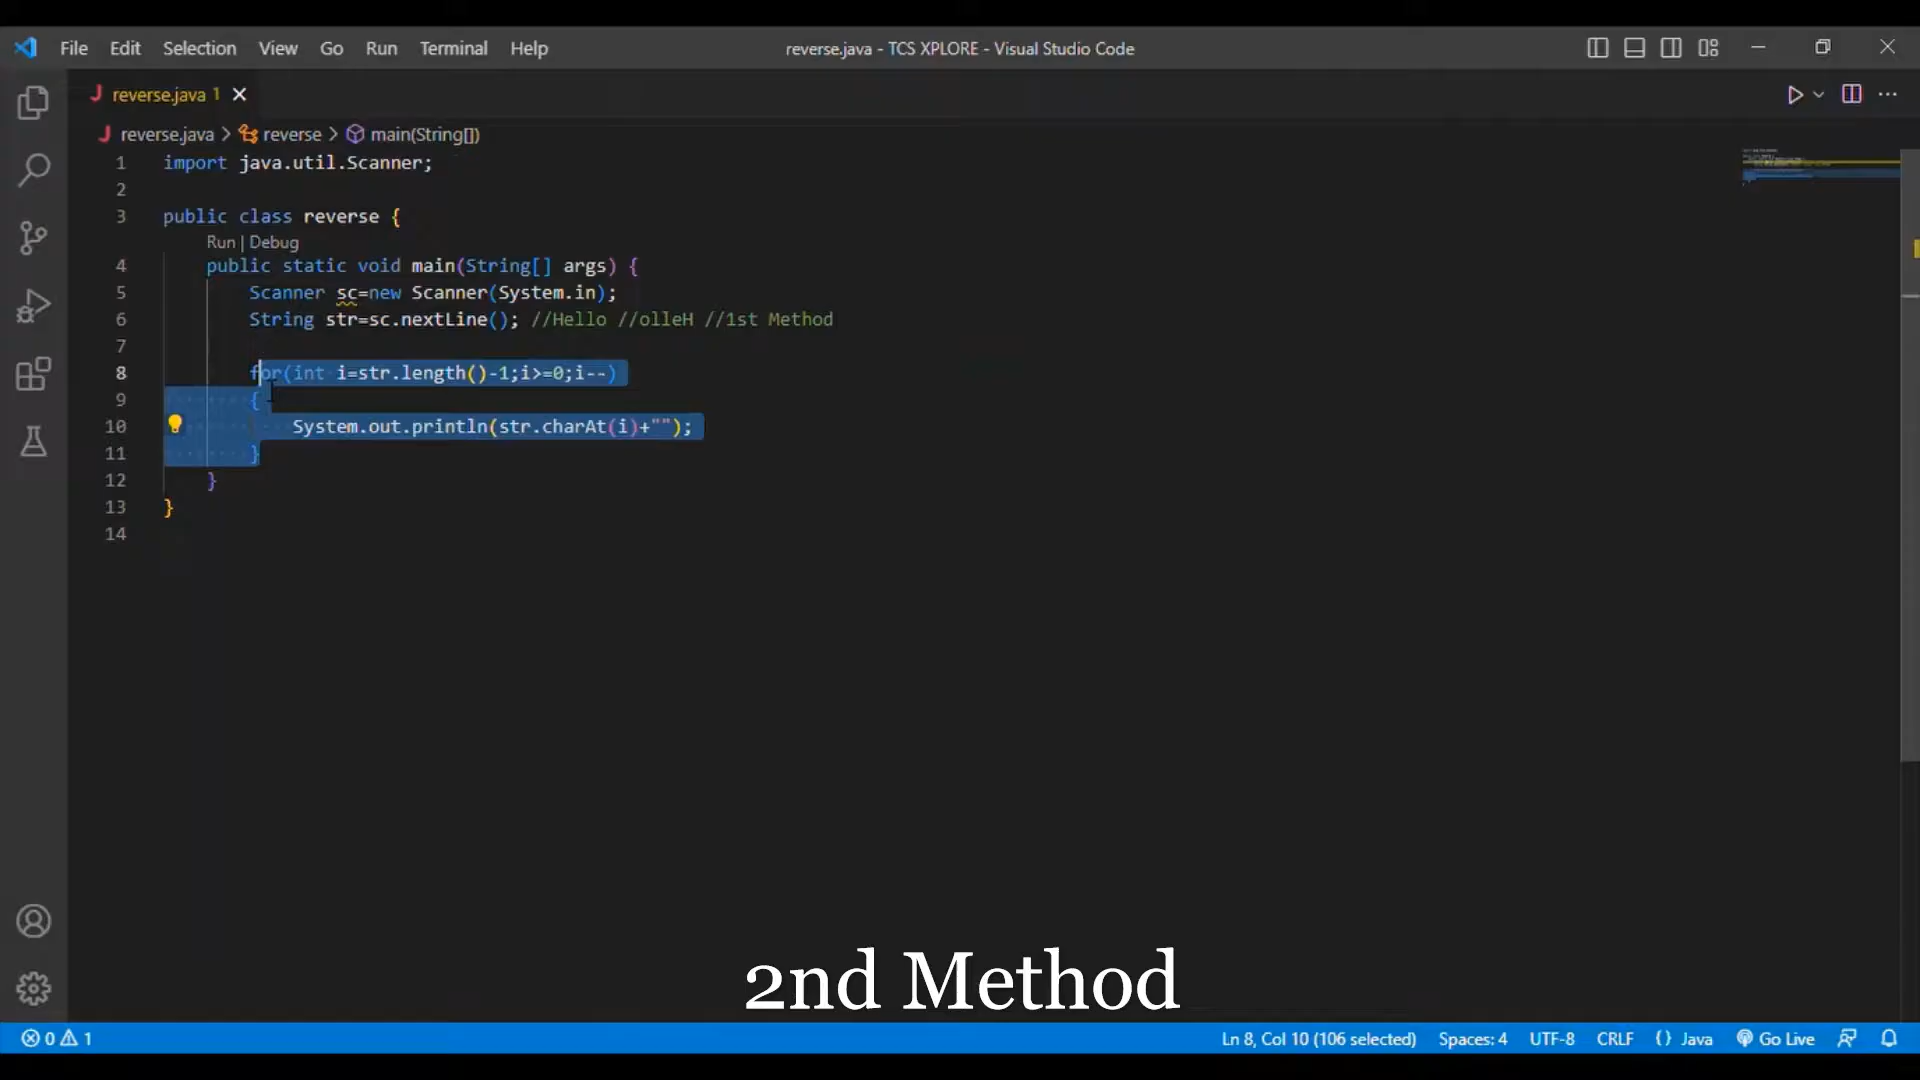 File Edit Selection View Go Run Terminal Help
reverse.java - TCS XPLORE - Visual Studio Code
reverse.java 1
reverse.java > reverse > main(String[])
1 import java.util.Scanner;
2
3 public class reverse {
Run | Debug
4 public static void main(String[] args) {
5 Scanner sc=new Scanner(System.in);
6 String str=sc.nextLine(); //Hello //olleH //1st Method
7
8 for(int i=str.length()-1;i>=0;i--)
9 {
10 System.out.println(str.charAt(i)+"");
11 }
12 }
13 }
14
2nd Method
0 1 Ln 8, Col 10 (106 selected) Spaces: 4 UTF-8 CRLF {} Java Go Live